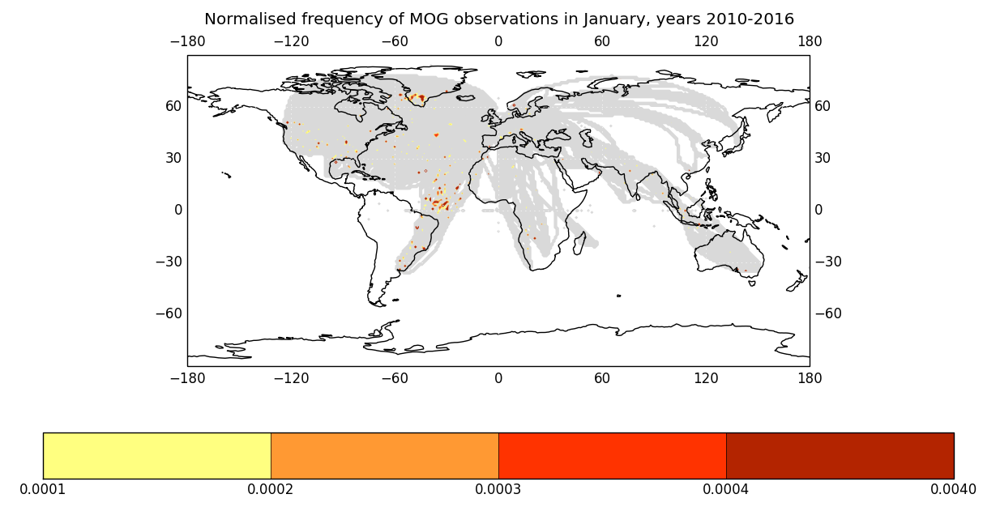 Normalised frequency of MOG observations in January, years 2010-2016
−180 −120 −60 0 60 120 180
60 60
30 30
0 0
−30 −30
−60 −60
−180 −120 −60 0 60 120 180
0.0001 0.0002 0.0003 0.0004 0.0040